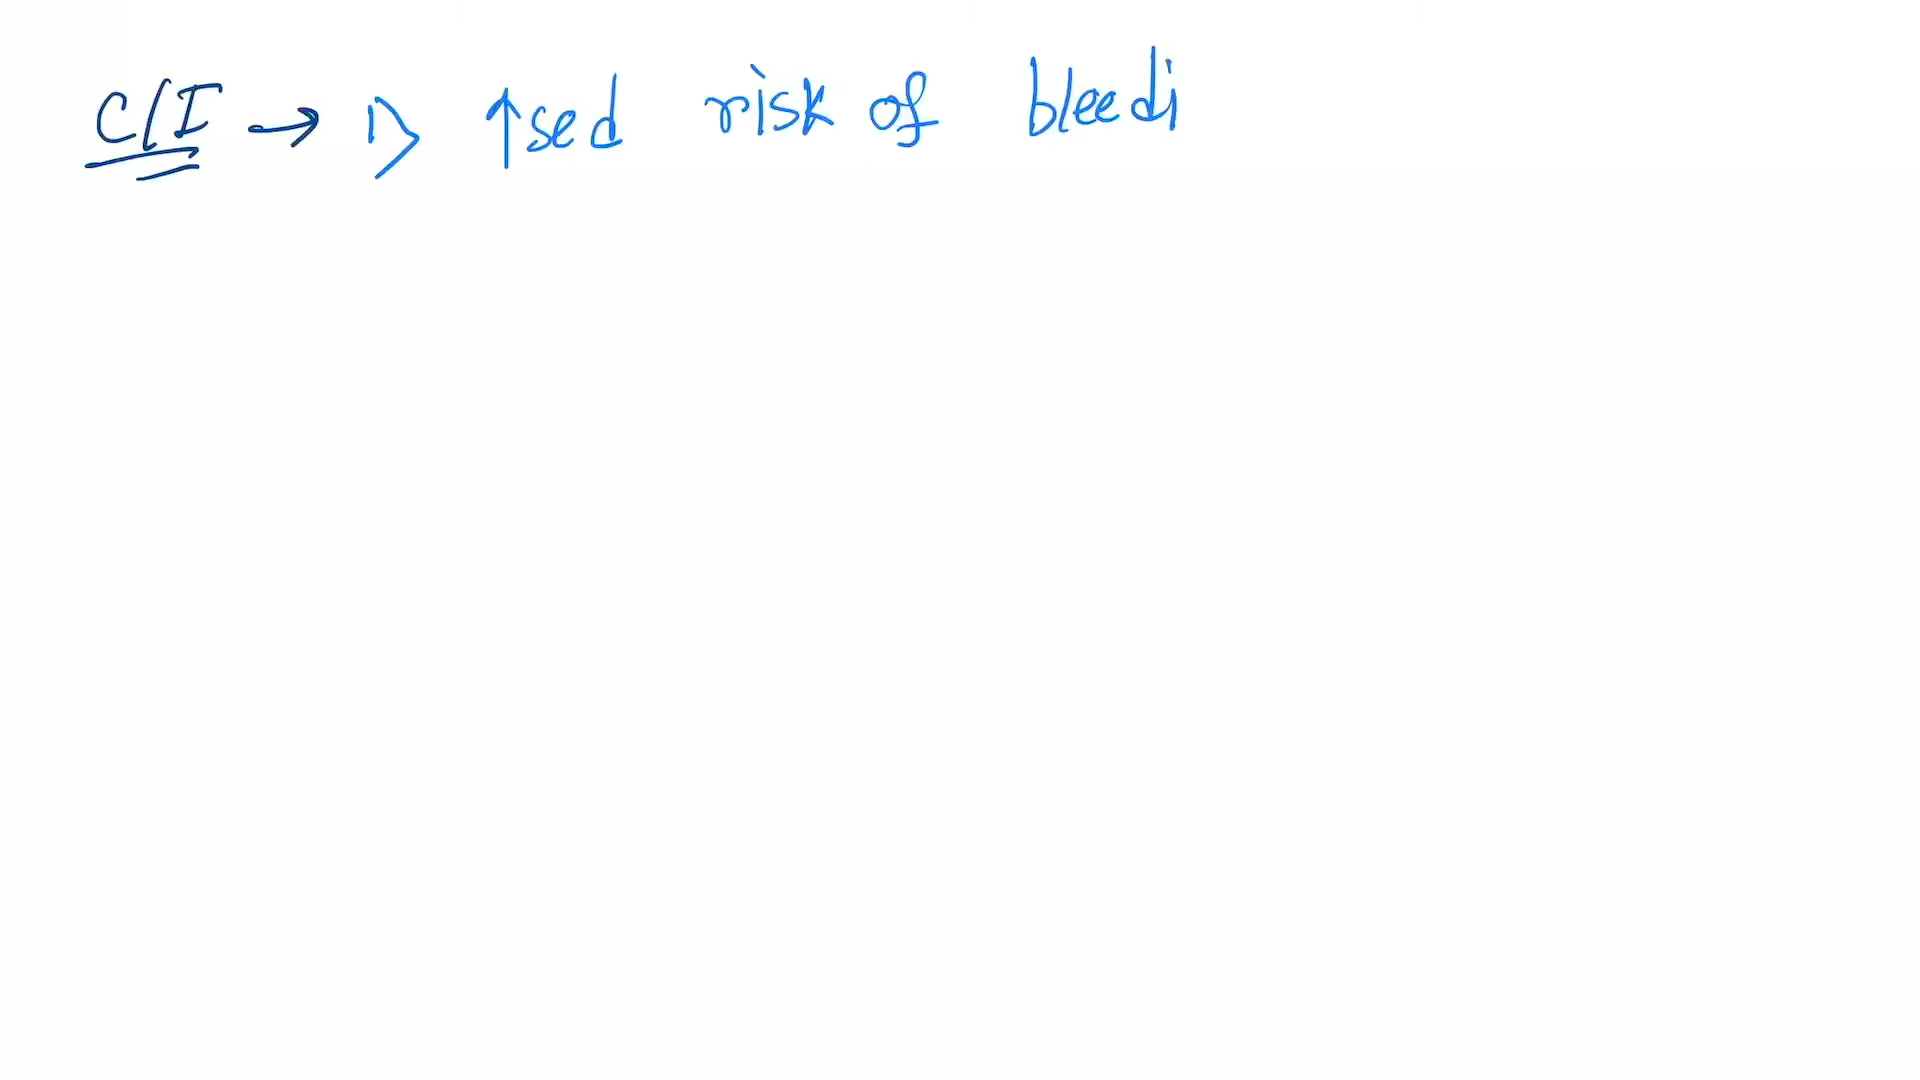 C/I → 1> ↑sed risk of bleedi